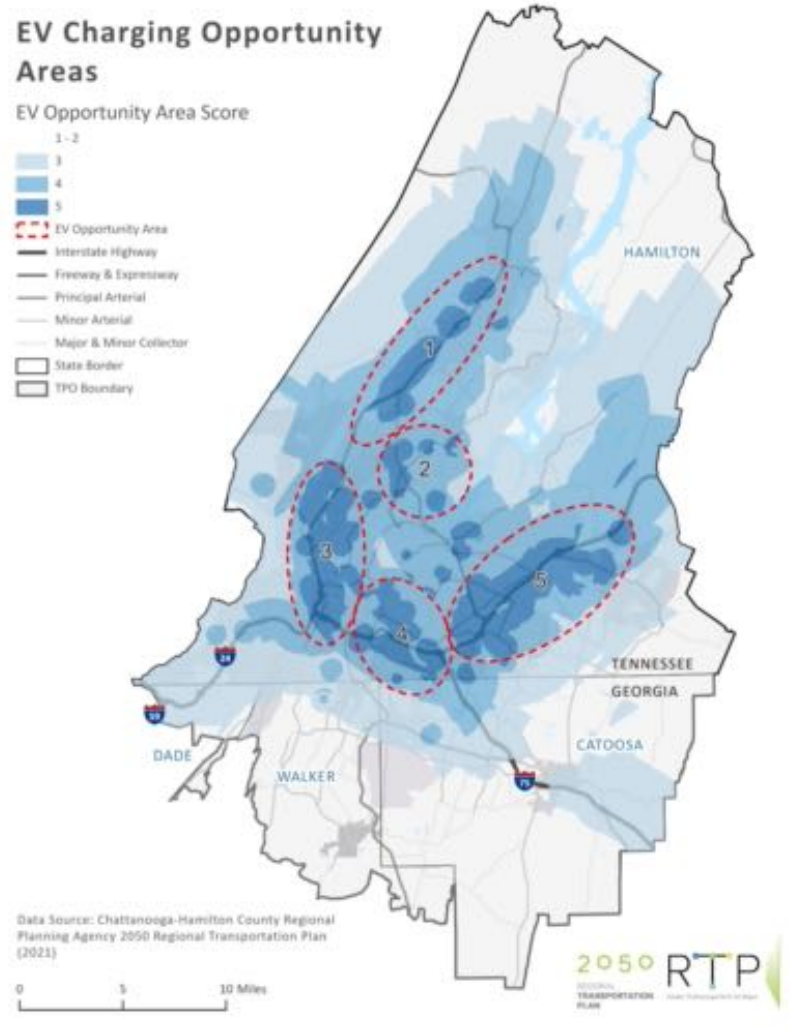 EV Charging Opportunity
Areas
EV Opportunity Area Score
1 - 2
3
4
5
EV Opportunity Area
Interstate Highway
Freeway & Expressway
Principal Arterial
Minor Arterial
Major & Minor Collector
State Border
TPO Boundary
HAMILTON
1
2
3
4
5
24
TENNESSEE
GEORGIA
59
DADE
WALKER
CATOOSA
75
Data Source: Chattanooga-Hamilton County Regional
Planning Agency 2050 Regional Transportation Plan
(2021)
0 5 10 Miles
2050 RTP
REGIONAL
TRANSPORTATION
PLAN